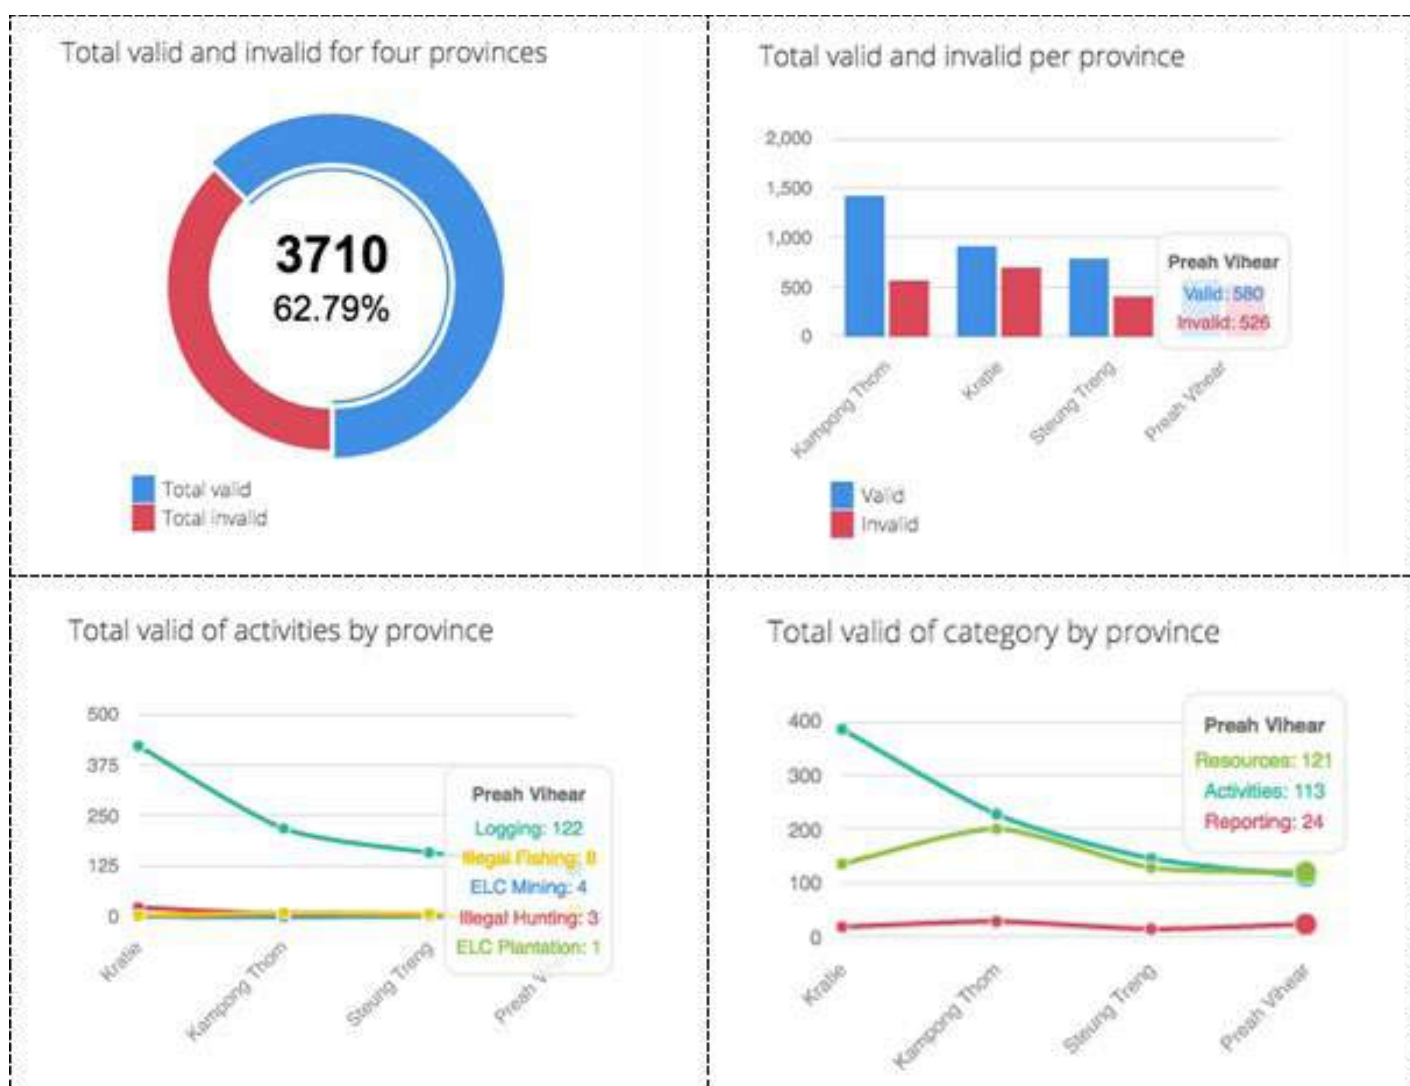 Total valid and invalid for four provinces
3710
62.79%
Total valid
Total invalid
Total valid and invalid per province
2,000
1,500
1,000
500
0
Preah Vihear
Valid: 580
Invalid: 526
Kampong Thom
Kratie
Steung Treng
Preah Vihear
Valid
Invalid
Total valid of activities by province
500
375
250
125
0
Preah Vihear
Logging: 122
Illegal Fishing: 8
ELC Mining: 4
Illegal Hunting: 3
ELC Plantation: 1
Kratie
Kampong Thom
Steung Treng
Preah
Total valid of category by province
400
300
200
100
0
Preah Vihear
Resources: 121
Activities: 113
Reporting: 24
Kratie
Kampong Thom
Steung Treng
Preah Vihear